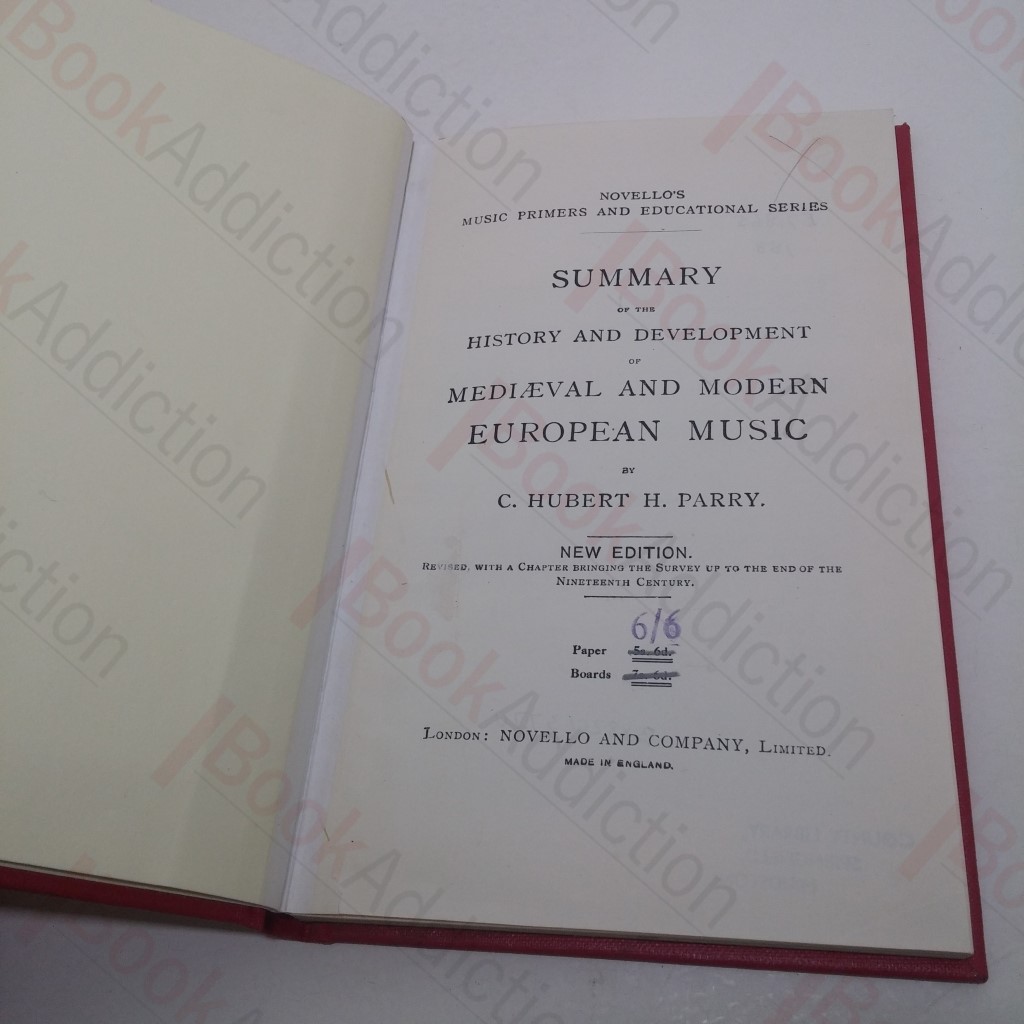 NOVELLO'S
MUSIC PRIMERS AND EDUCATIONAL SERIES
SUMMARY
OF THE
HISTORY AND DEVELOPMENT
OF
MEDIÆVAL AND MODERN
EUROPEAN MUSIC
BY
C. HUBERT H. PARRY.
NEW EDITION.
REVISED, WITH A CHAPTER BRINGING THE SURVEY UP TO THE END OF THE
NINETEENTH CENTURY.
6/6
Paper 5s. 6d.
Boards 7s. 6d.
LONDON: NOVELLO AND COMPANY, LIMITED.
MADE IN ENGLAND.
BookAddiction